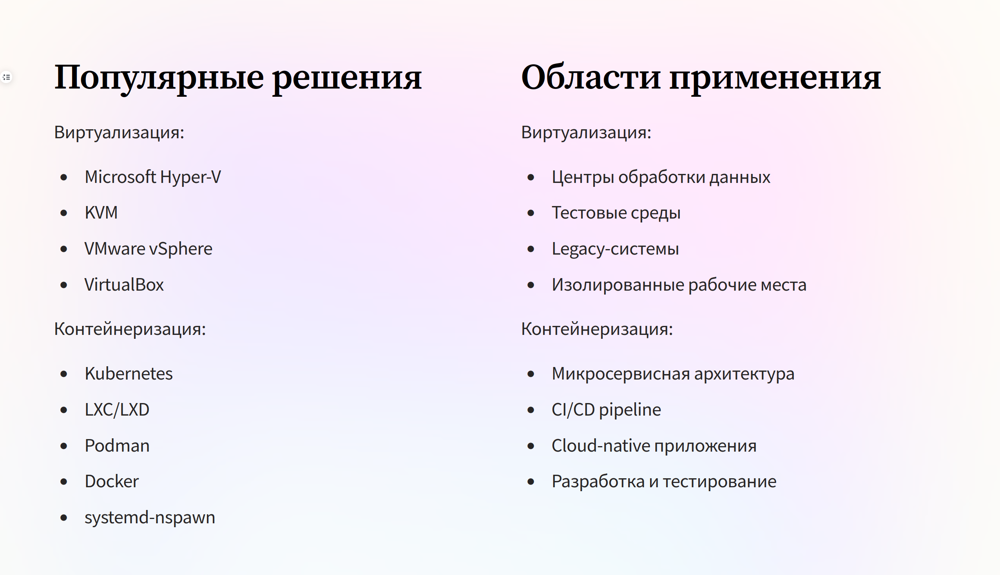 Популярные решения
Виртуализация:
Microsoft Hyper-V
KVM
VMware vSphere
VirtualBox
Контейнеризация:
Kubernetes
LXC/LXD
Podman
Docker
systemd-nspawn
Области применения
Виртуализация:
Центры обработки данных
Тестовые среды
Legacy-системы
Изолированные рабочие места
Контейнеризация:
Микросервисная архитектура
CI/CD pipeline
Cloud-native приложения
Разработка и тестирование